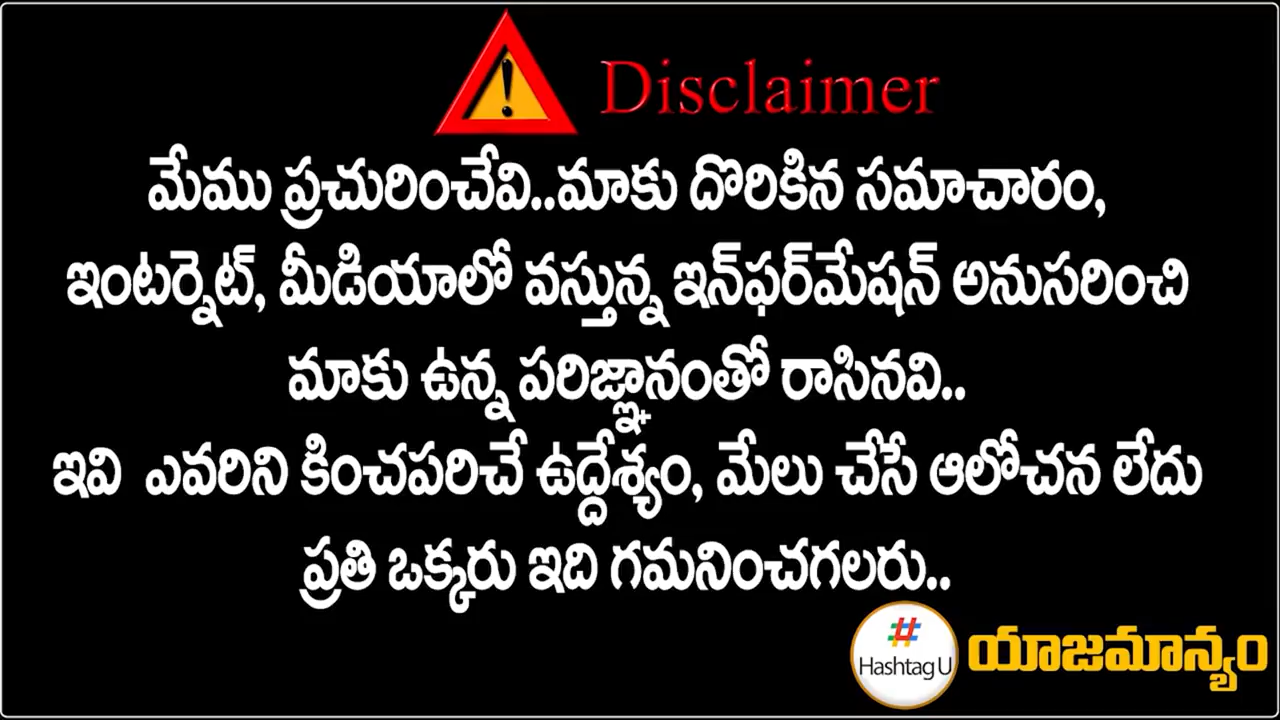 Disclaimer
మేము ప్రచురించేవి..మాకు దొరికిన సమాచారం,
ఇంటర్నెట్, మీడియాలో వస్తున్న ఇన్‌ఫర్‌మేషన్ అనుసరించి
మాకు ఉన్న పరిజ్ఞానంతో రాసినవి..
ఇవి ఎవరిని కించపరిచే ఉద్దేశ్యం, మేలు చేసే ఆలోచన లేదు
ప్రతి ఒక్కరు ఇది గమనించగలరు..
# Hashtag U యాజమాన్యం